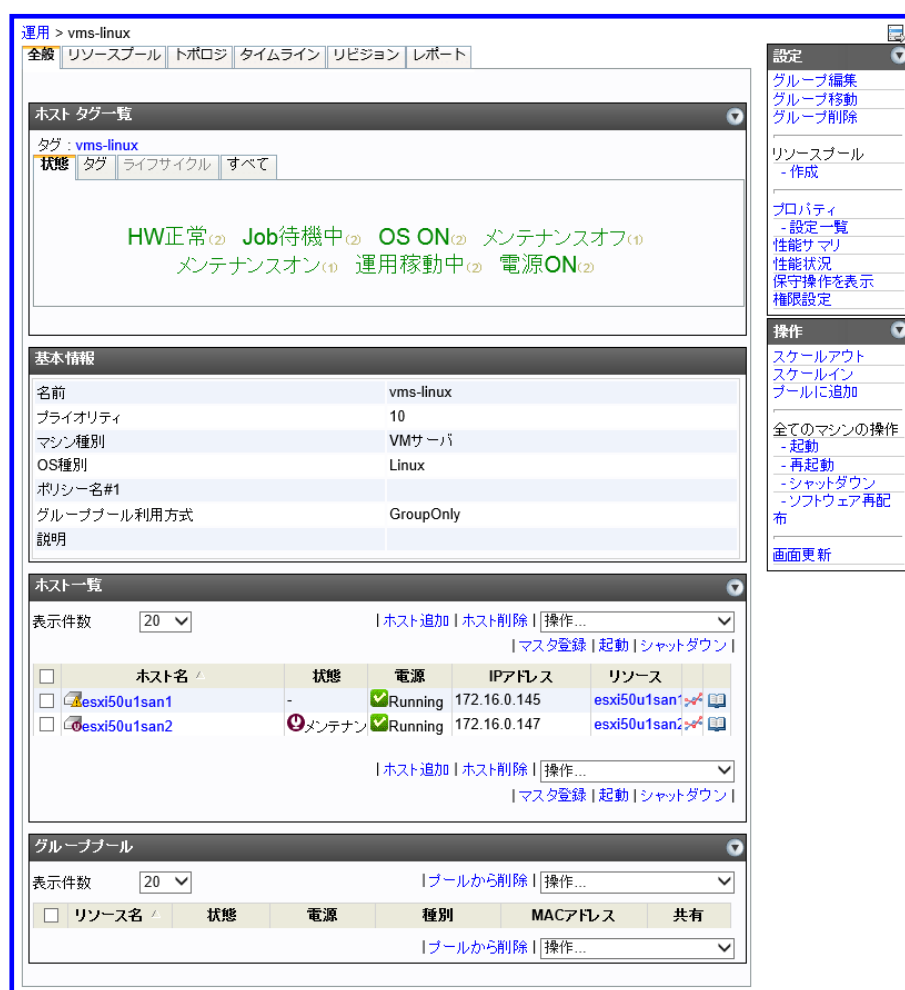 運用 > vms-linux
全般 リソースプール トポロジ タイムライン リビジョン レポート
ホスト タグ一覧
タグ : vms-linux
状態 タグ ライフサイクル すべて
HW正常(2) Job待機中(2) OS ON(2) メンテナンスオフ(1)
メンテナンスオン(1) 運用稼動中(2) 電源ON(2)
基本情報
名前 vms-linux
プライオリティ 10
マシン種別 VMサーバ
OS種別 Linux
ポリシー名#1
グループプール利用方式 GroupOnly
説明
ホスト一覧
表示件数 20 |ホスト追加|ホスト削除|操作...
|マスタ登録|起動|シャットダウン|
ホスト名 状態 電源 IPアドレス リソース
esxi50u1san1 - Running 172.16.0.145 esxi50u1san1
esxi50u1san2 メンテナン Running 172.16.0.147 esxi50u1san2
|ホスト追加|ホスト削除|操作...
|マスタ登録|起動|シャットダウン|
グループプール
表示件数 20 |プールから削除|操作...
リソース名 状態 電源 種別 MACアドレス 共有
|プールから削除|操作...
設定
グループ編集
グループ移動
グループ削除
リソースプール
- 作成
プロパティ
- 設定一覧
性能サマリ
性能状況
保守操作を表示
権限設定
操作
スケールアウト
スケールイン
プールに追加
全てのマシンの操作
- 起動
- 再起動
- シャットダウン
- ソフトウェア再配
布
画面更新